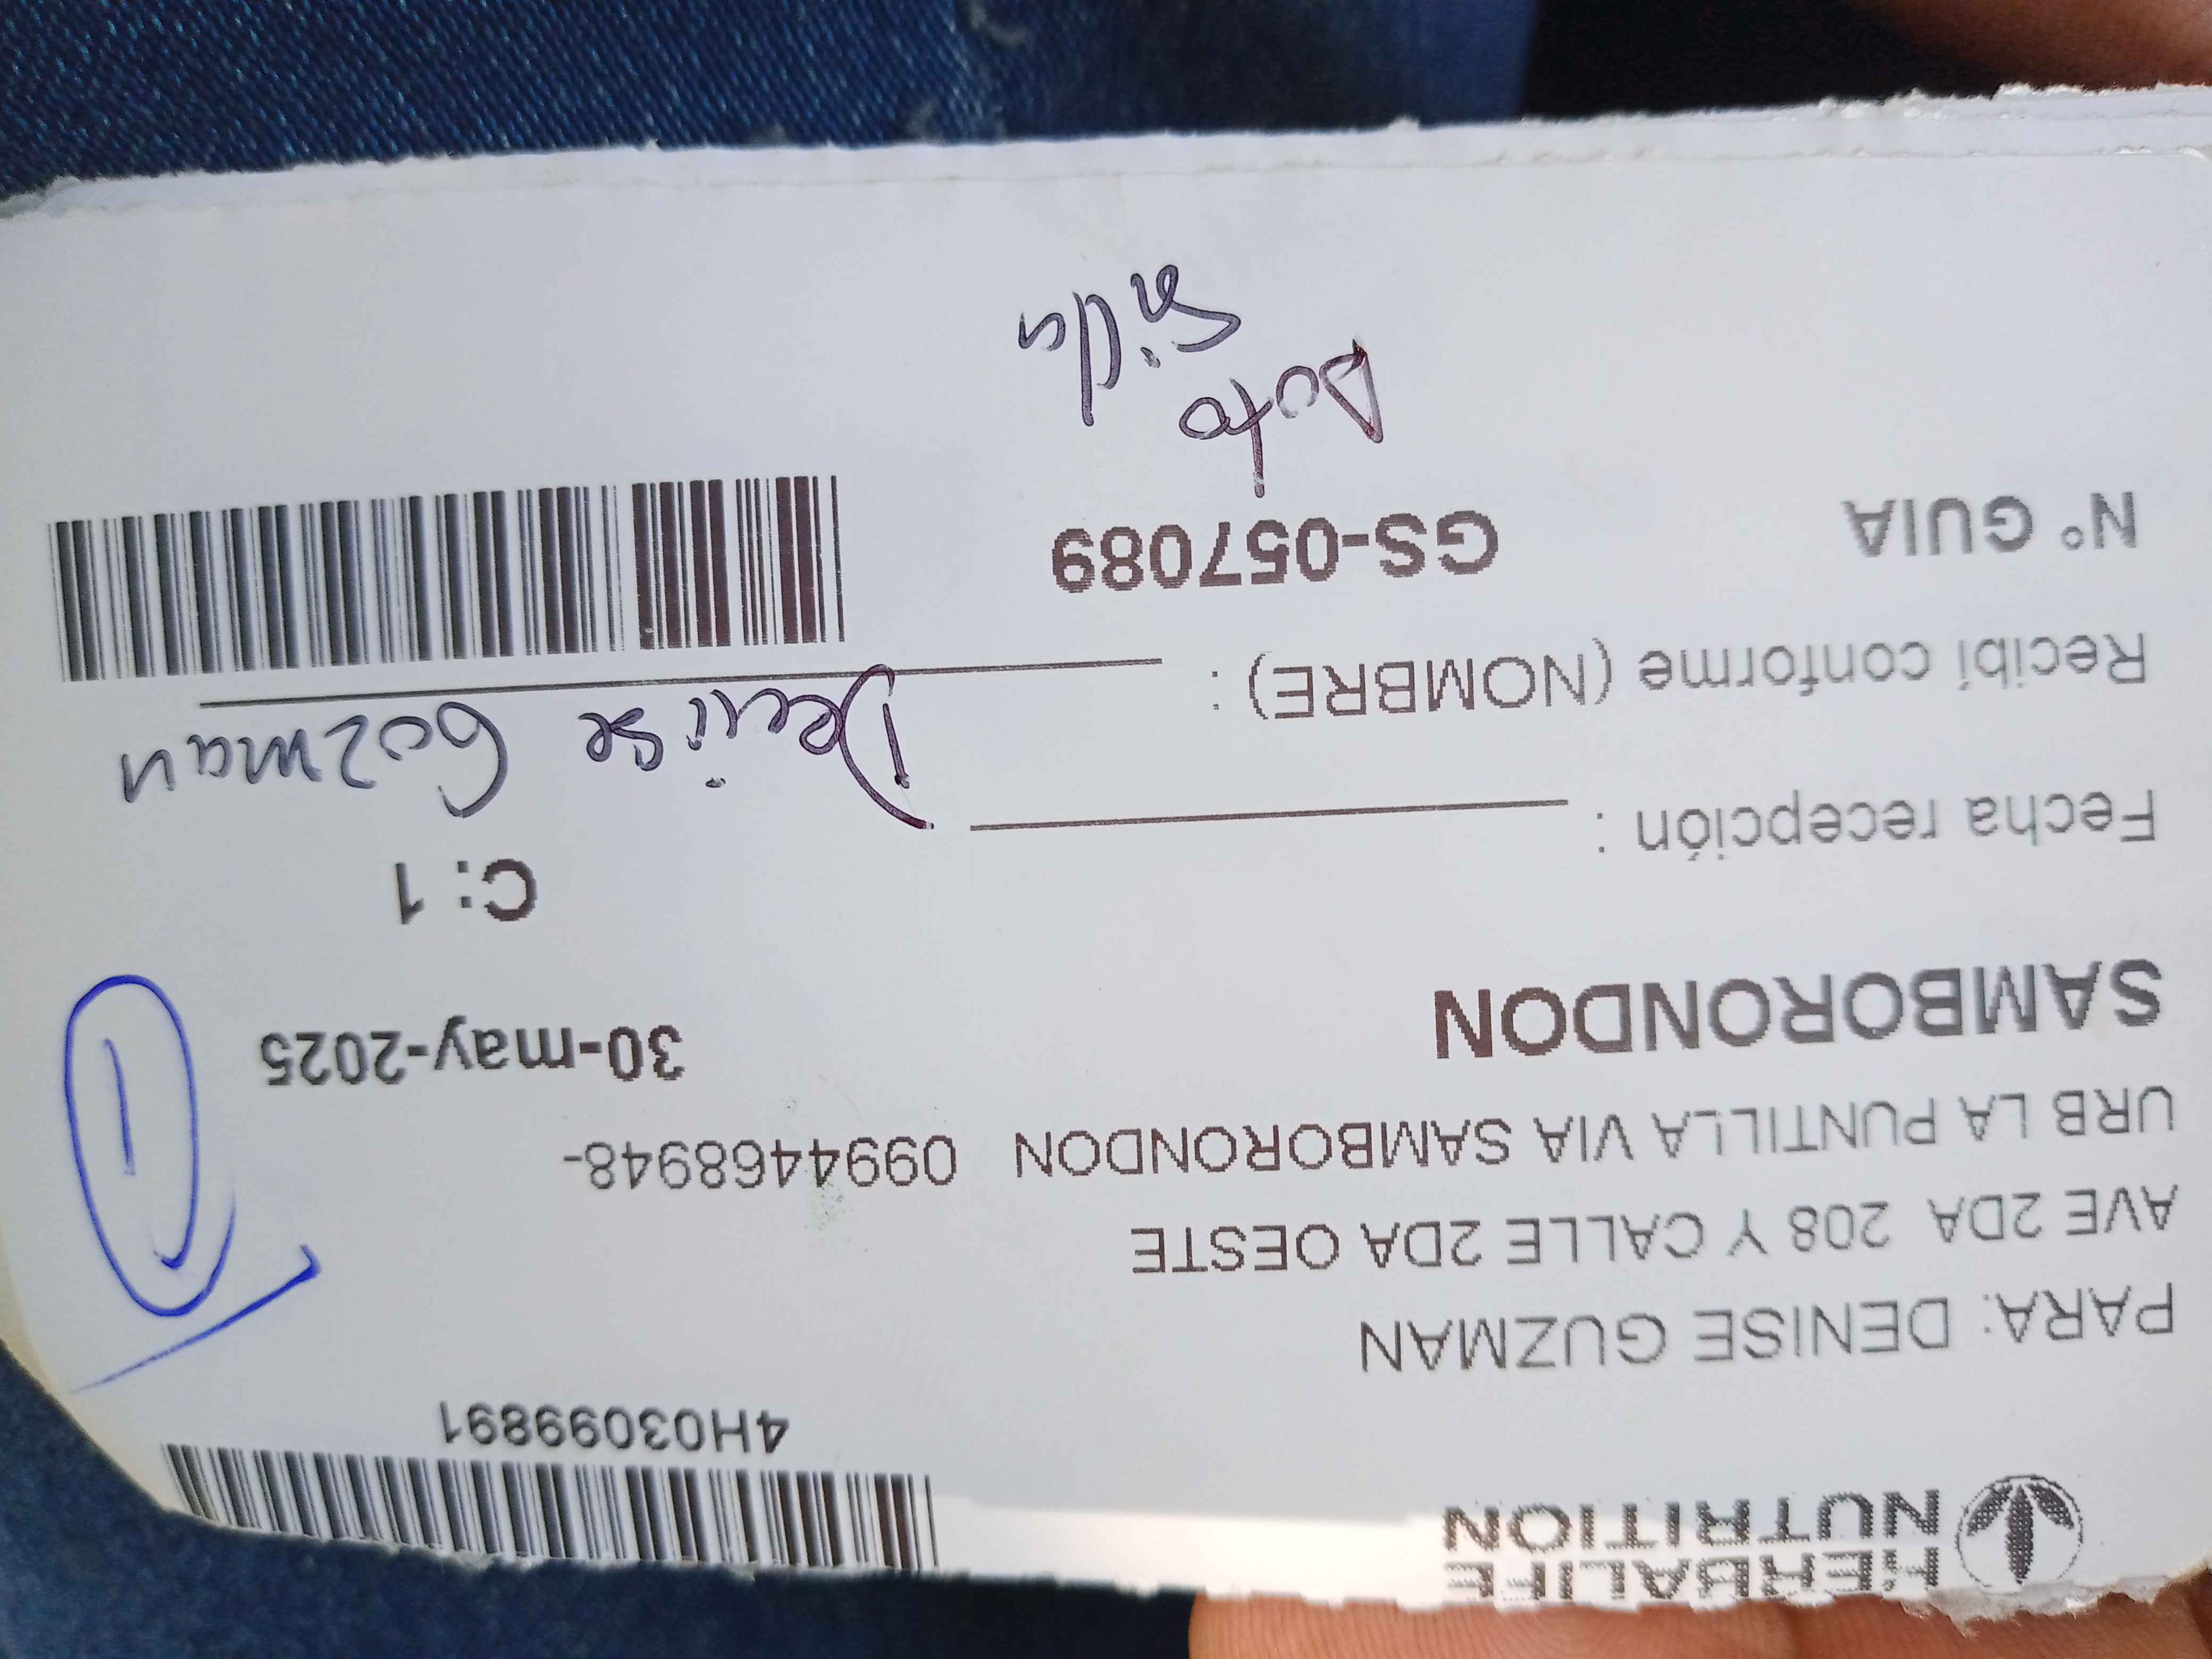 HERBALIFE
NUTRITION
4H03099891
PARA: DENISE GUZMAN
AVE 2DA 208 Y CALLE 2DA OESTE
URB LA PUNTILLA VIA SAMBORONDON 0994468948-
SAMBORONDON 30-may-2025
1
C: 1
Fecha recepción :
Recibí conforme (NOMBRE) : Denise Guzman
N° GUIA GS-057089
Auto